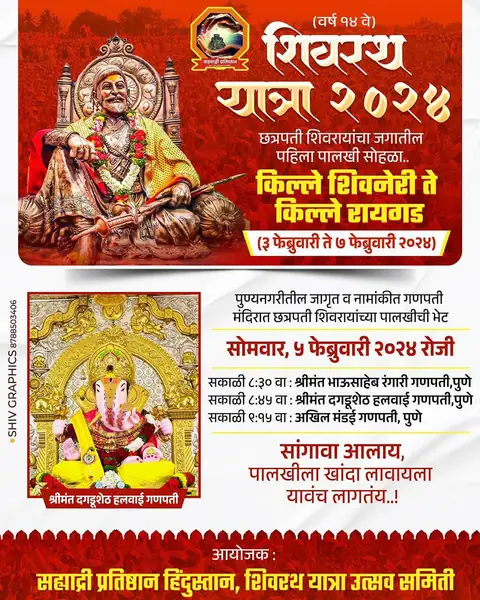 (वर्ष १४ वे)
सह्याद्री प्रतिष्ठान
शिवरथ
यात्रा २०२४
छत्रपती शिवरायांचा जगातील
पहिला पालखी सोहळा..
किल्ले शिवनेरी ते
किल्ले रायगड
(३ फेब्रुवारी ते ७ फेब्रुवारी २०२४)
पुण्यनगरीतील जागृत व नामांकीत गणपती
मंदिरात छत्रपती शिवरायांच्या पालखीची भेट
सोमवार, ५ फेब्रुवारी २०२४ रोजी
सकाळी ८:३० वा : श्रीमंत भाऊसाहेब रंगारी गणपती,पुणे
सकाळी ८:४५ वा : श्रीमंत दगडूशेठ हलवाई गणपती,पुणे
सकाळी ९:१५ वा : अखिल मंडई गणपती, पुणे
सांगावा आलाय,
पालखीला खांदा लावायला
यावंच लागतंय..!
श्रीमंत दगडूशेठ हलवाई गणपती
SHIV GRAPHICS 8788503406
आयोजक :
सह्याद्री प्रतिष्ठान हिंदुस्तान, शिवरथ यात्रा उत्सव समिती